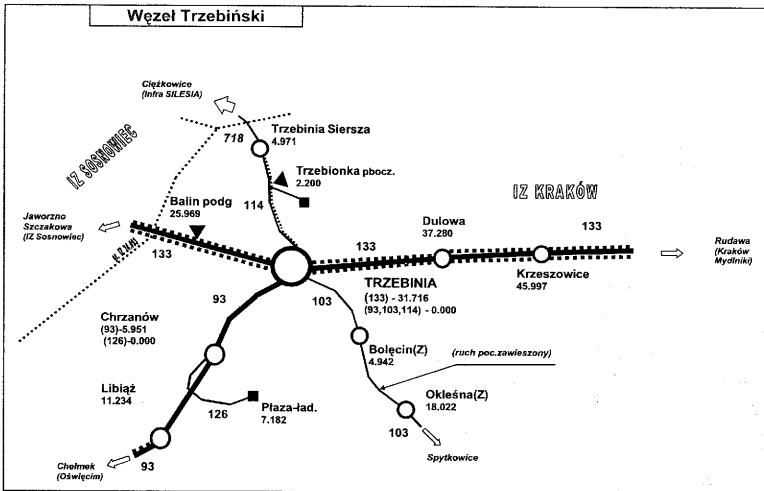 Węzeł Trzebiński
Ciężkowice
(Infra SILESIA)
718
Trzebinia Siersza
4.971
IZ SOSNOWIEC
Trzebionka pbocz.
2.200
114
IZ KRAKÓW
Balin podg
25.969
Jaworzno
Szczakowa
(IZ Sosnowiec)
133
Dulowa
37.280
133
133
Rudawa
(Kraków
Mydlniki)
Krzeszowice
45.997
TRZEBINIA
(133) - 31.716
(93,103,114) - 0.000
93
103
Chrzanów
(93)-5.951
(126)-0.000
Bolęcin(Z)
4.942
(ruch poc.zawieszony)
Libiąż
11.234
126
Płaza-ład.
7.182
Okleśna(Z)
18.022
103
Spytkowice
Chełmek
(Oświęcim)
93